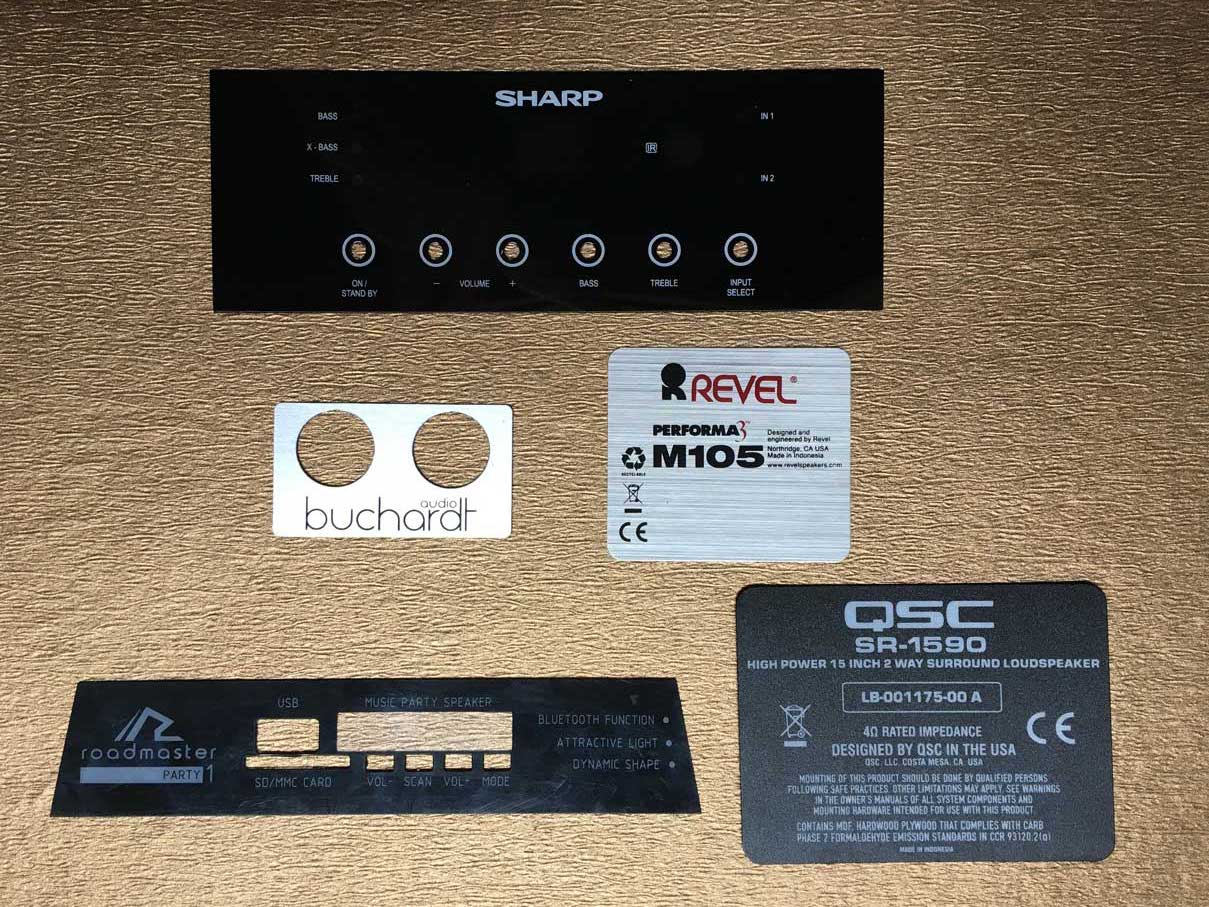 SHARP
BASS
X - BASS
TREBLE
IR
IN 1
IN 2
ON /
STAND BY
− VOLUME +
BASS
TREBLE
INPUT
SELECT
audio
buchardt
REVEL®
PERFORMA3™
M105
Designed and
engineered by Revel
Northridge, CA USA
Made in Indonesia
www.revelspeakers.com
RECYCLABLE
CE
roadmaster
PARTY 1
USB
SD/MMC CARD
MUSIC PARTY SPEAKER
VOL- SCAN VOL+ MODE
BLUETOOTH FUNCTION
ATTRACTIVE LIGHT
DYNAMIC SHAPE
QSC
SR-1590
HIGH POWER 15 INCH 2 WAY SURROUND LOUDSPEAKER
LB-001175-00 A
4Ω RATED IMPEDANCE
DESIGNED BY QSC IN THE USA
QSC, LLC. COSTA MESA, CA USA
CE
MOUNTING OF THIS PRODUCT SHOULD BE DONE BY QUALIFIED PERSONS
FOLLOWING SAFE PRACTICES. OTHER LIMITATIONS MAY APPLY. SEE WARNINGS
IN THE OWNER'S MANUALS OF ALL SYSTEM COMPONENTS AND
MOUNTING HARDWARE INTENDED FOR USE WITH THIS PRODUCT
CONTAINS MDF, HARDWOOD PLYWOOD THAT COMPLIES WITH CARB
PHASE 2 FORMALDEHYDE EMISSION STANDARDS IN CCR 93120.2(a)
MADE IN INDONESIA